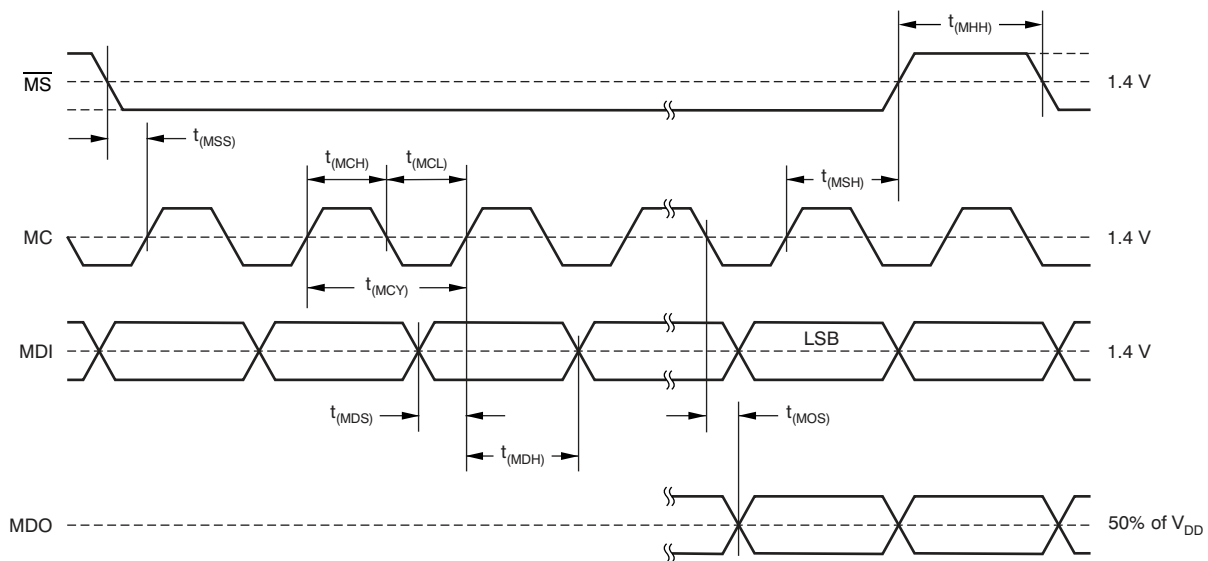 t(MHH)
MS 1.4 V
t(MSS)
t(MCH) t(MCL)
t(MSH)
MC 1.4 V
t(MCY)
MDI LSB 1.4 V
t(MDS) t(MOS)
t(MDH)
MDO 50% of VDD